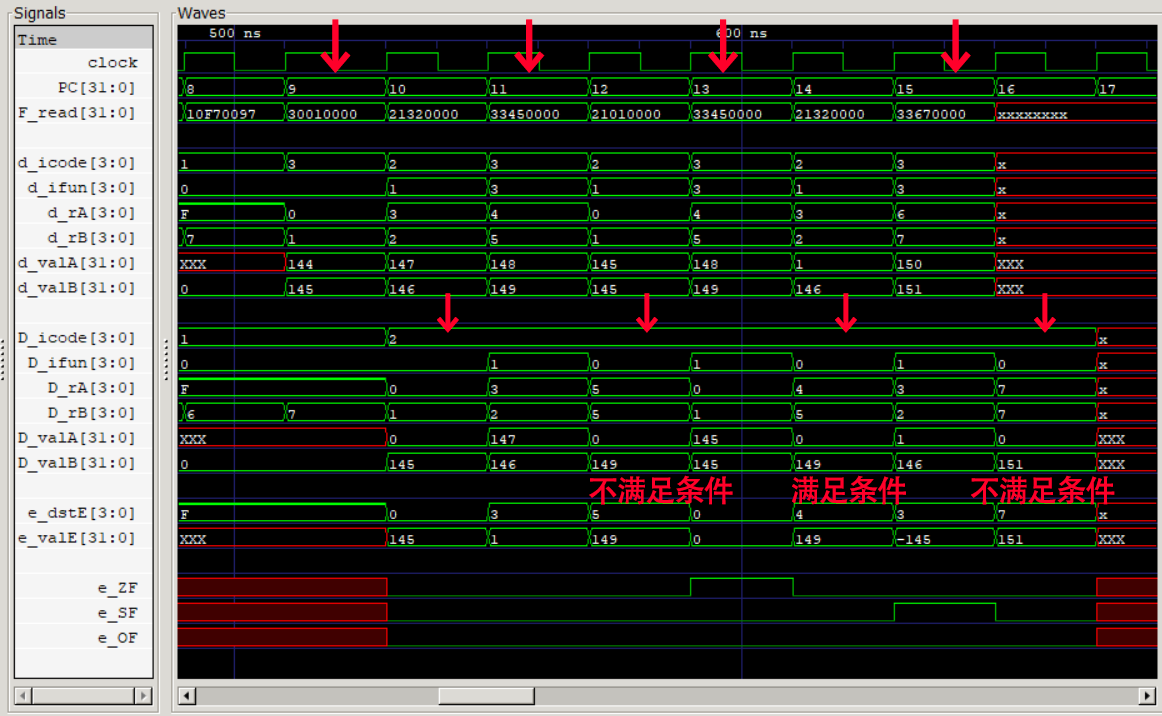 Signals Waves
Time 500 ns 600 ns
clock
PC[31:0] 8 9 10 11 12 13 14 15 16 17
F_read[31:0] 10F70097 30010000 21320000 33450000 21010000 33450000 21320000 33670000 xxxxxxxx
d_icode[3:0] 1 3 2 3 2 3 2 3 x
d_ifun[3:0] 0 1 3 1 3 1 3 x
d_rA[3:0] F 0 3 4 0 4 3 6 x
d_rB[3:0] 7 1 2 5 1 5 2 7 x
d_valA[31:0] XXX 144 147 148 145 148 1 150 XXX
d_valB[31:0] 0 145 146 149 145 149 146 151 XXX
D_icode[3:0] 1 2 x
D_ifun[3:0] 0 1 0 1 0 1 0 x
D_rA[3:0] F 0 3 5 0 4 3 7 x
D_rB[3:0] 6 7 1 2 5 1 5 2 7 x
D_valA[31:0] XXX 0 147 0 145 0 1 0 XXX
D_valB[31:0] 0 145 146 149 145 149 146 151 XXX
不满足条件 满足条件 不满足条件
e_dstE[3:0] F 0 3 5 0 4 3 7 x
e_valE[31:0] XXX 145 1 149 0 149 -145 151 XXX
e_ZF
e_SF
e_OF